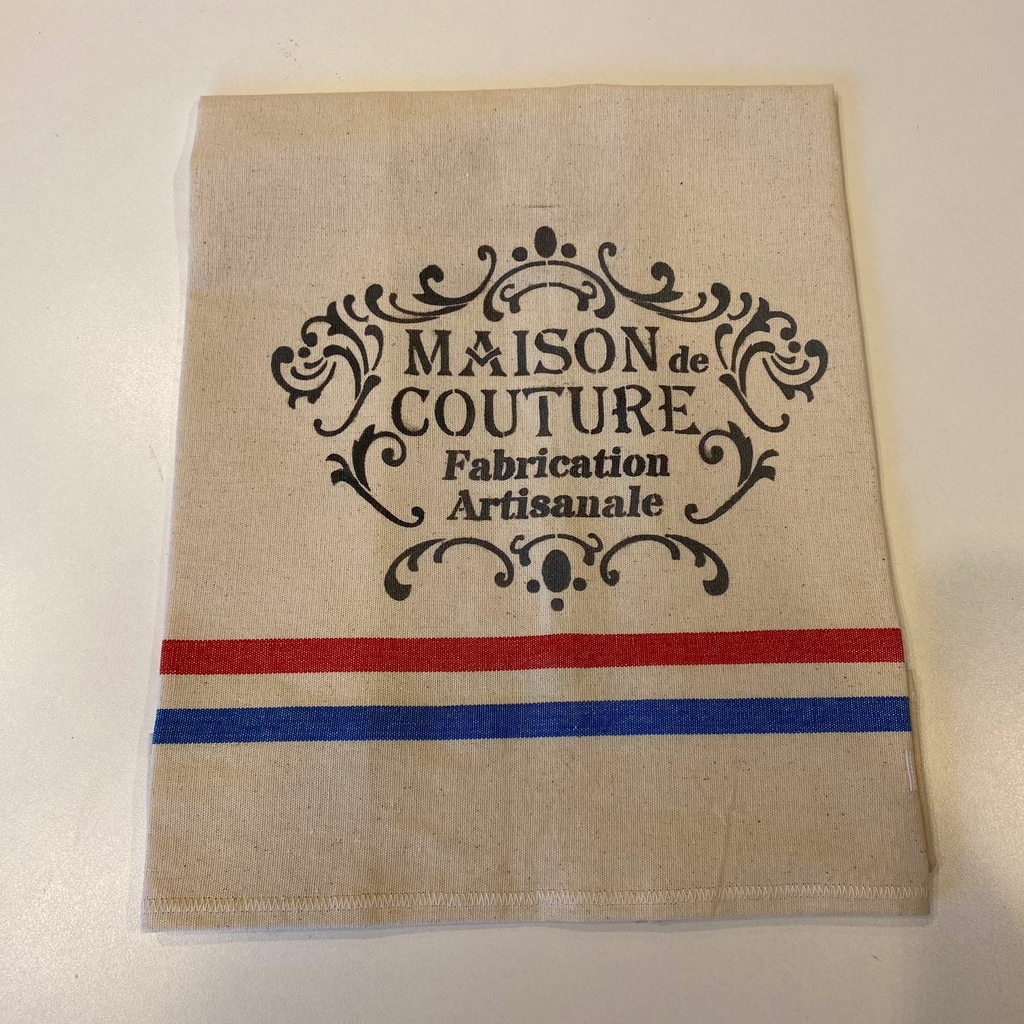 MAISON de
COUTURE
Fabrication
Artisanale